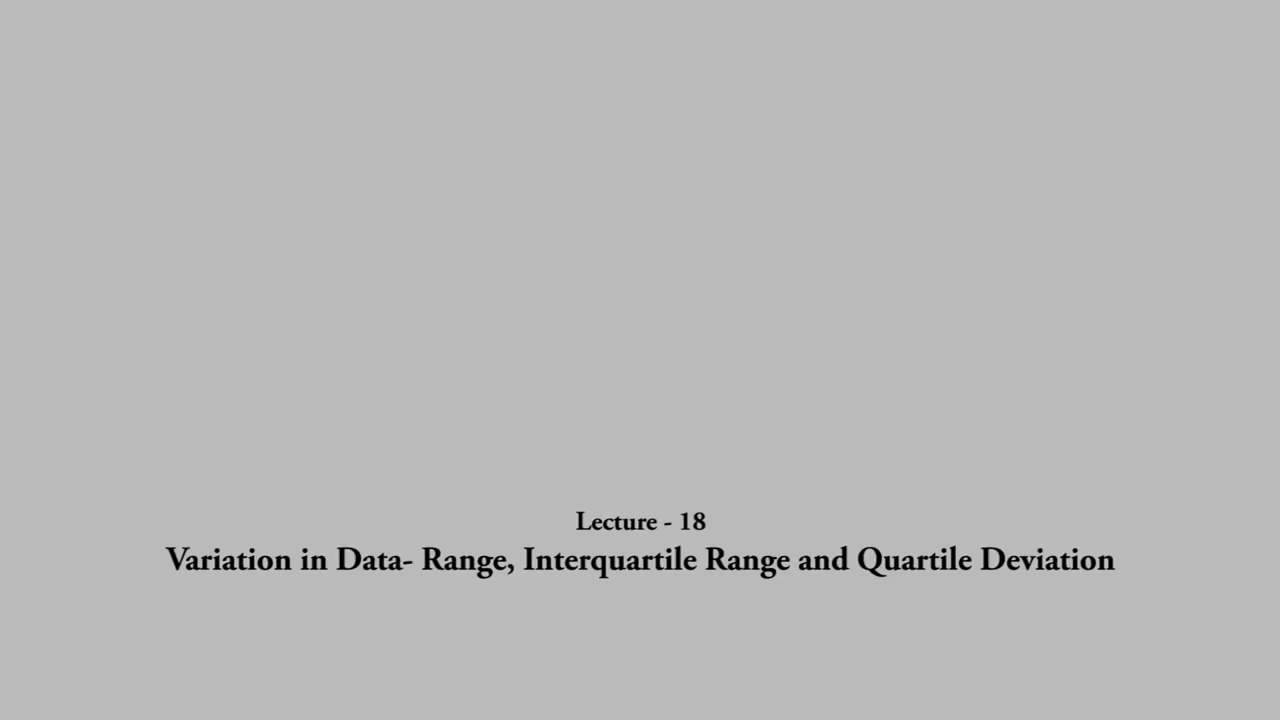 Lecture - 18
Variation in Data- Range, Interquartile Range and Quartile Deviation